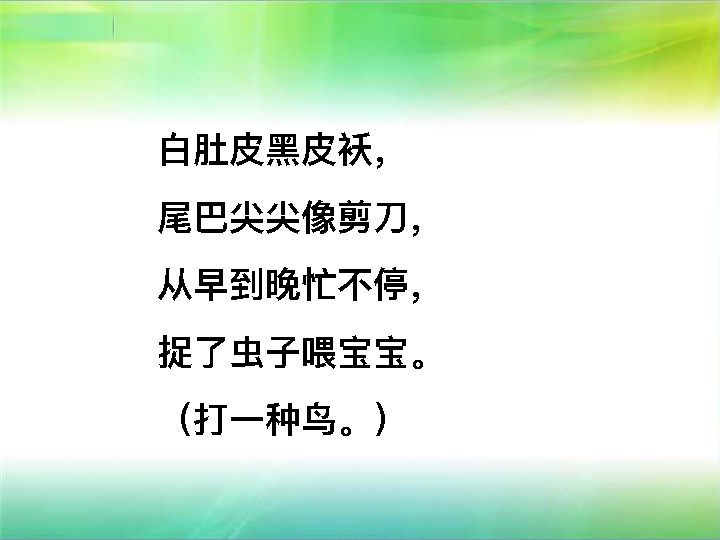 白肚皮黑皮袄，
尾巴尖尖像剪刀，
从早到晚忙不停，
捉了虫子喂宝宝。
（打一种鸟。）